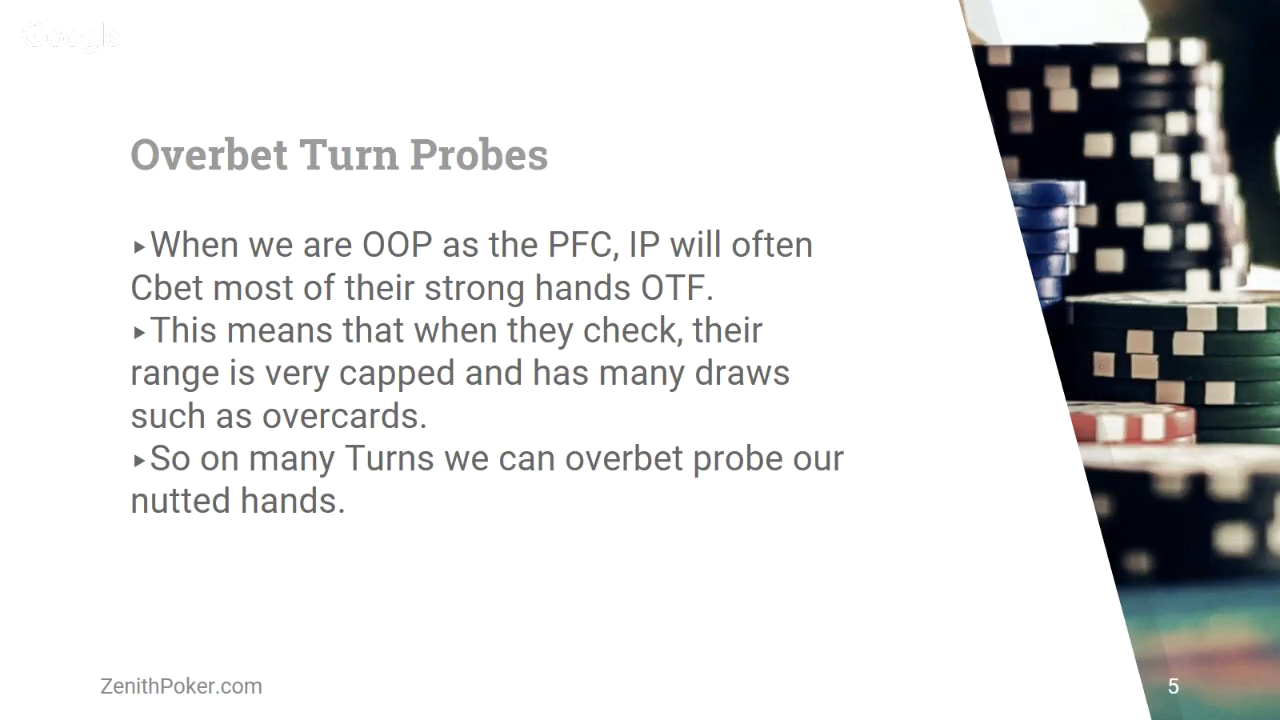 Google
Overbet Turn Probes
▸When we are OOP as the PFC, IP will often
Cbet most of their strong hands OTF.
▸This means that when they check, their
range is very capped and has many draws
such as overcards.
▸So on many Turns we can overbet probe our
nutted hands.
ZenithPoker.com
5